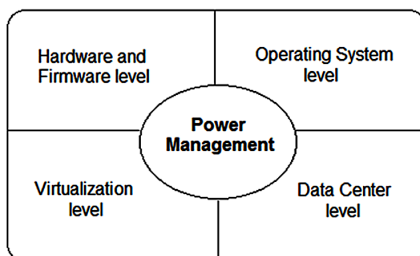 Hardware and
Firmware level
Operating System
level
Power
Management
Virtualization
level
Data Center
level